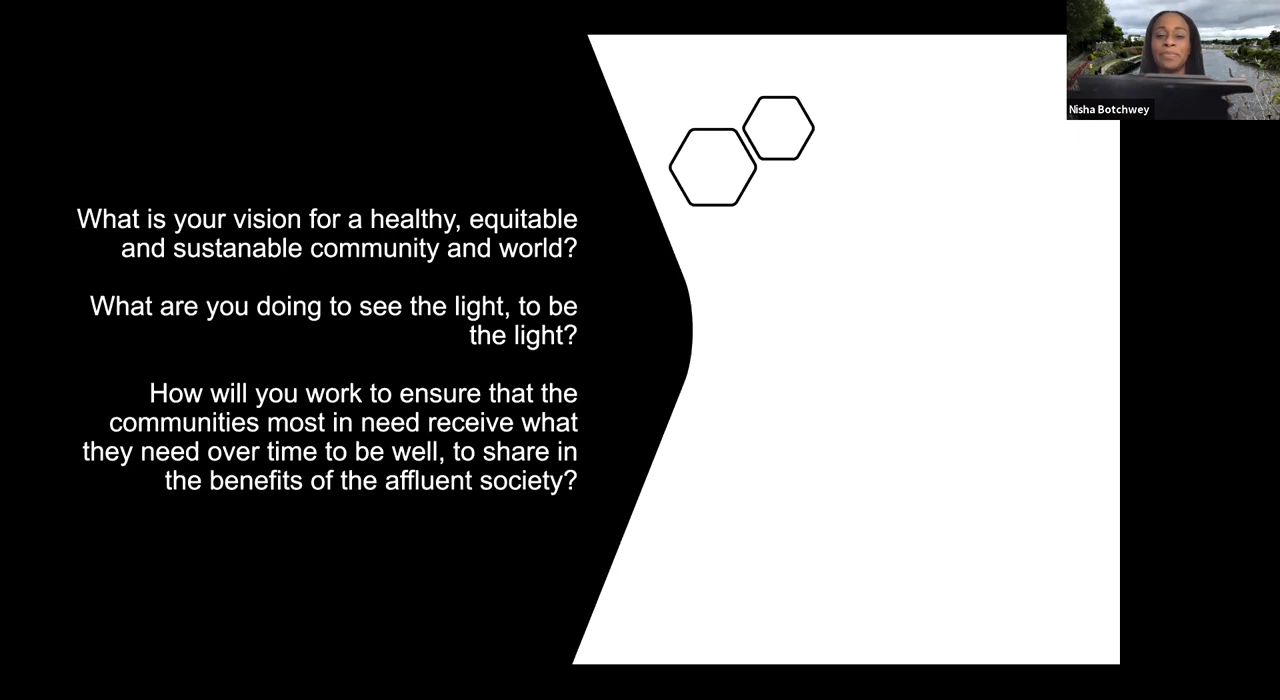 What is your vision for a healthy, equitable
and sustanable community and world?
What are you doing to see the light, to be
the light?
How will you work to ensure that the
communities most in need receive what
they need over time to be well, to share in
the benefits of the affluent society?
Nisha Botchwey